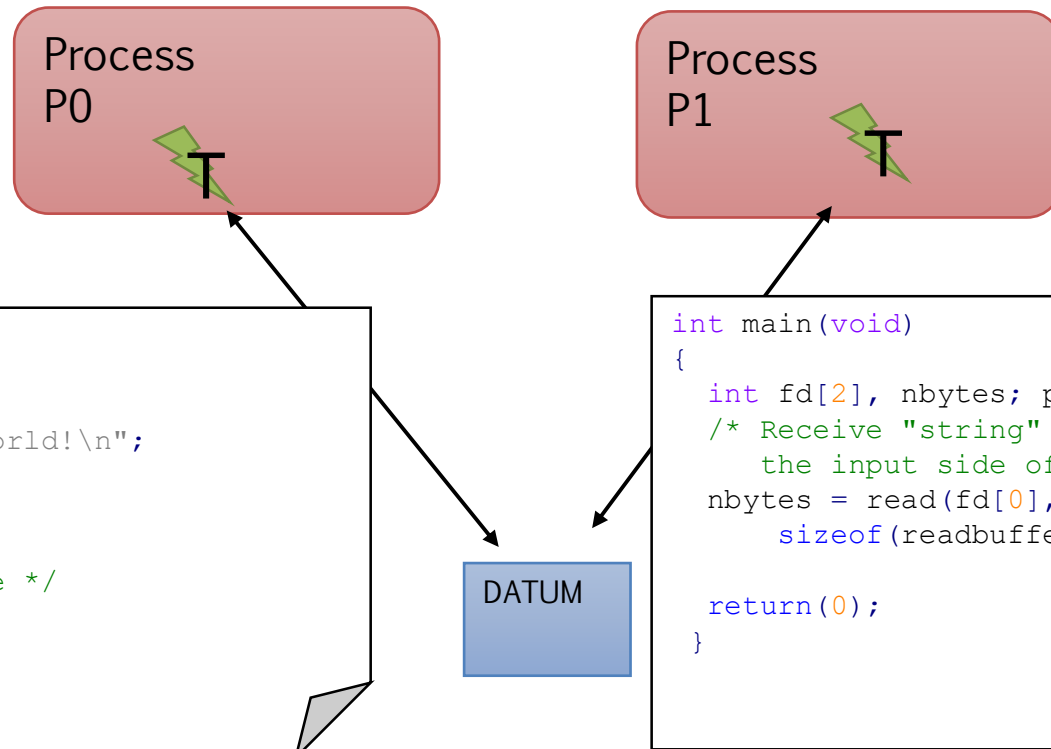 Process
P0
T
Process
P1
T
orld!\n";
e */
DATUM
int main(void)
{
int fd[2], nbytes; p
/* Receive "string"
the input side of
nbytes = read(fd[0],
sizeof(readbuffe
return(0);
}